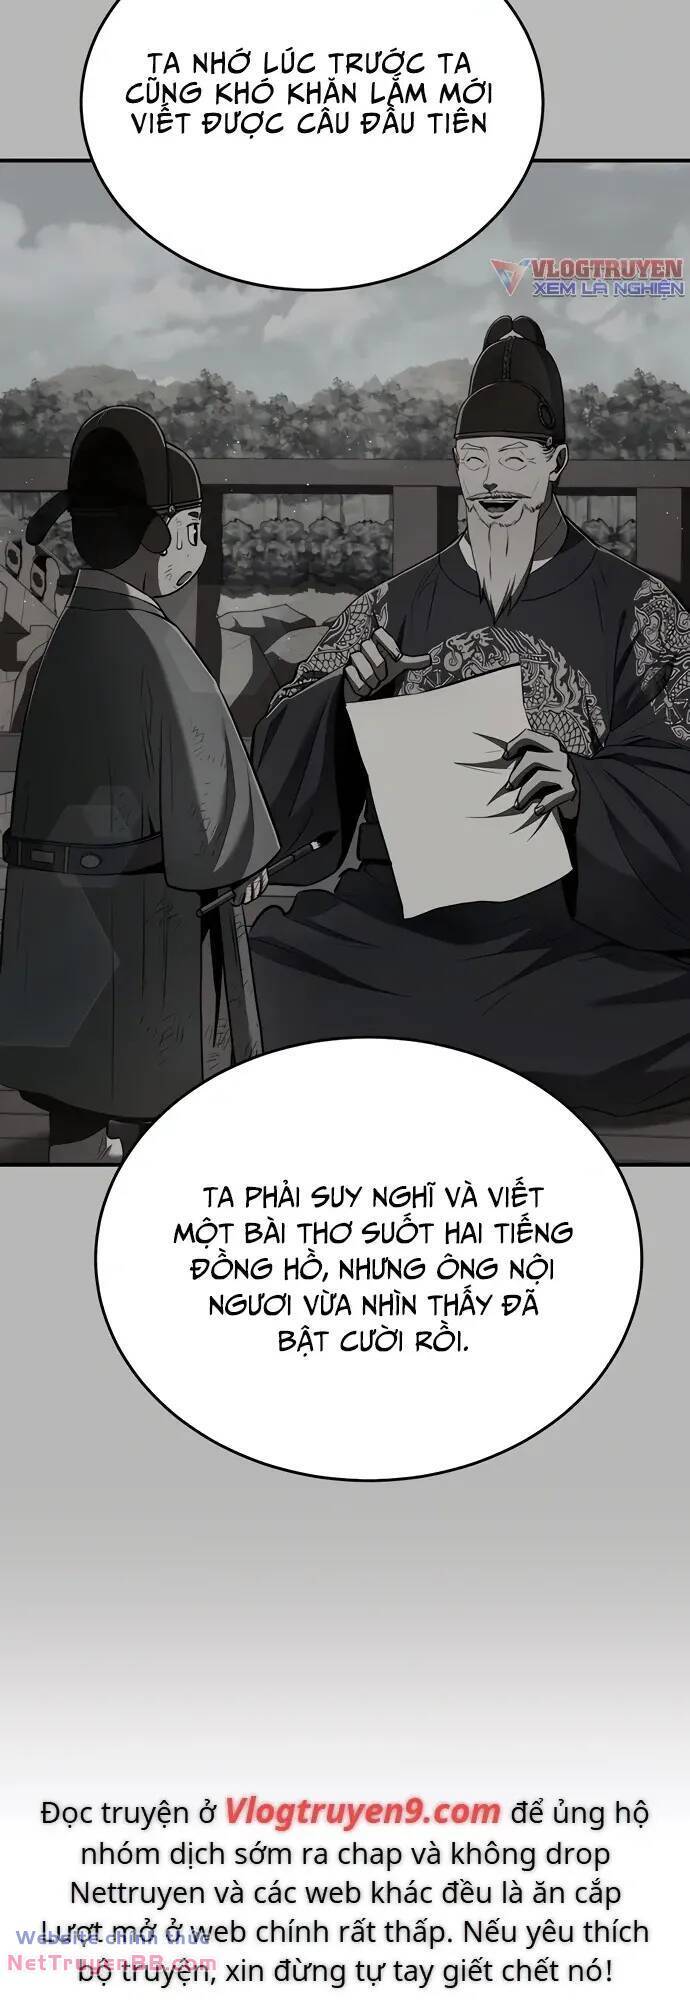 TA NHỚ LÚC TRƯỚC TA
CŨNG KHÓ KHĂN LẮM MỚI
VIẾT ĐƯỢC CÂU ĐẦU TIÊN
VLOGTRUYEN
XEM LÀ NGHIỆN
TA PHẢI SUY NGHĨ VÀ VIẾT
MỘT BÀI THƠ SUỐT HAI TIẾNG
ĐỒNG HỒ, NHƯNG ÔNG NỘI
NGƯƠI VỪA NHÌN THẤY ĐÃ
BẬT CƯỜI RỒI.
Đọc truyện ở Vlogtruyen9.com để ủng hộ
nhóm dịch sớm ra chap và không drop
Nettruyen và các web khác đều là ăn cắp
Lượt mở ở web chính rất thấp. Nếu yêu thích
Website chính thức
NetTruyenBB.com
bộ truyện, xin đừng tự tay giết chết nó!